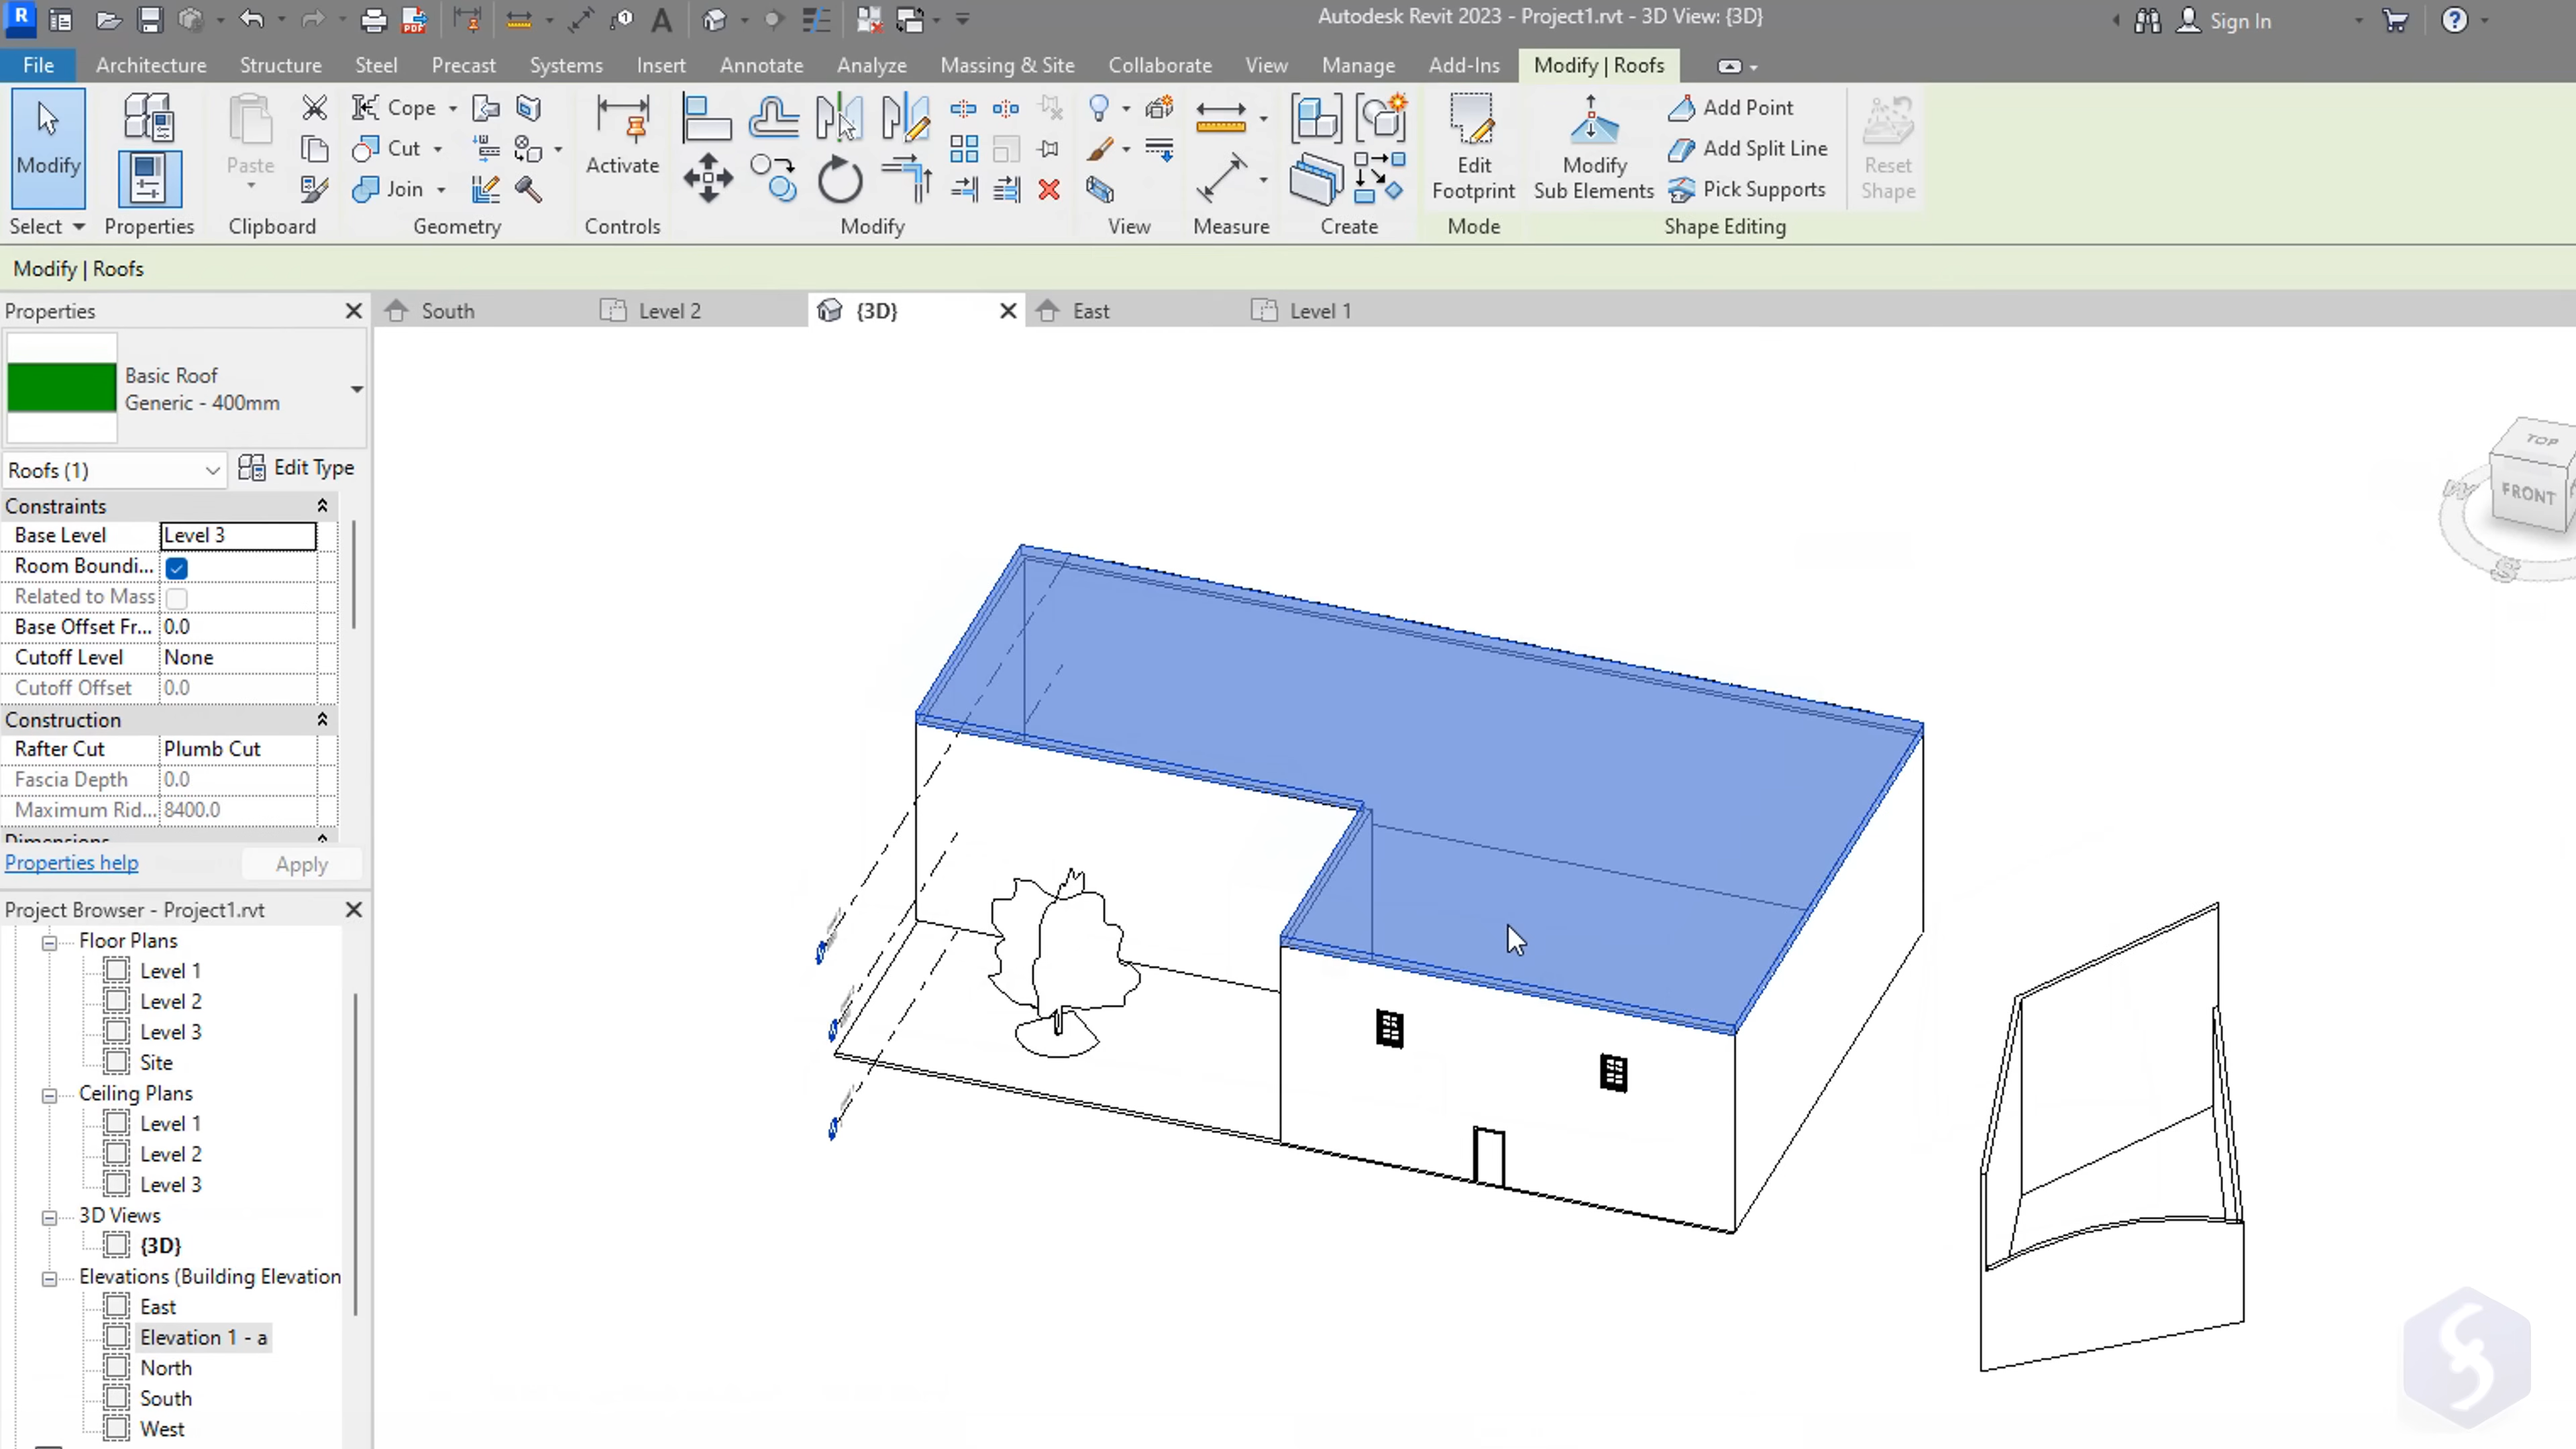 R
Autodesk Revit 2023 - Project1.rvt - 3D View: {3D}
Sign In
File Architecture Structure Steel Precast Systems Insert Annotate Analyze Massing & Site Collaborate View Manage Add-Ins Modify | Roofs
Modify
Paste
Cope
Cut
Join
Activate
Edit
Footprint
Modify
Sub Elements
Add Point
Add Split Line
Pick Supports
Reset
Shape
Select Properties Clipboard Geometry Controls Modify View Measure Create Mode Shape Editing
Modify | Roofs
Properties
South
Level 2
{3D}
East
Level 1
Basic Roof
Generic - 400mm
Roofs (1)
Edit Type
Constraints
Base Level Level 3
Room Boundi...
Related to Mass
Base Offset Fr... 0.0
Cutoff Level None
Cutoff Offset 0.0
Construction
Rafter Cut Plumb Cut
Fascia Depth 0.0
Maximum Rid... 8400.0
Dimensions
Properties help
Apply
Project Browser - Project1.rvt
Floor Plans
Level 1
Level 2
Level 3
Site
Ceiling Plans
Level 1
Level 2
Level 3
3D Views
{3D}
Elevations (Building Elevation
East
Elevation 1 - a
North
South
West
TOP
FRONT
W
S